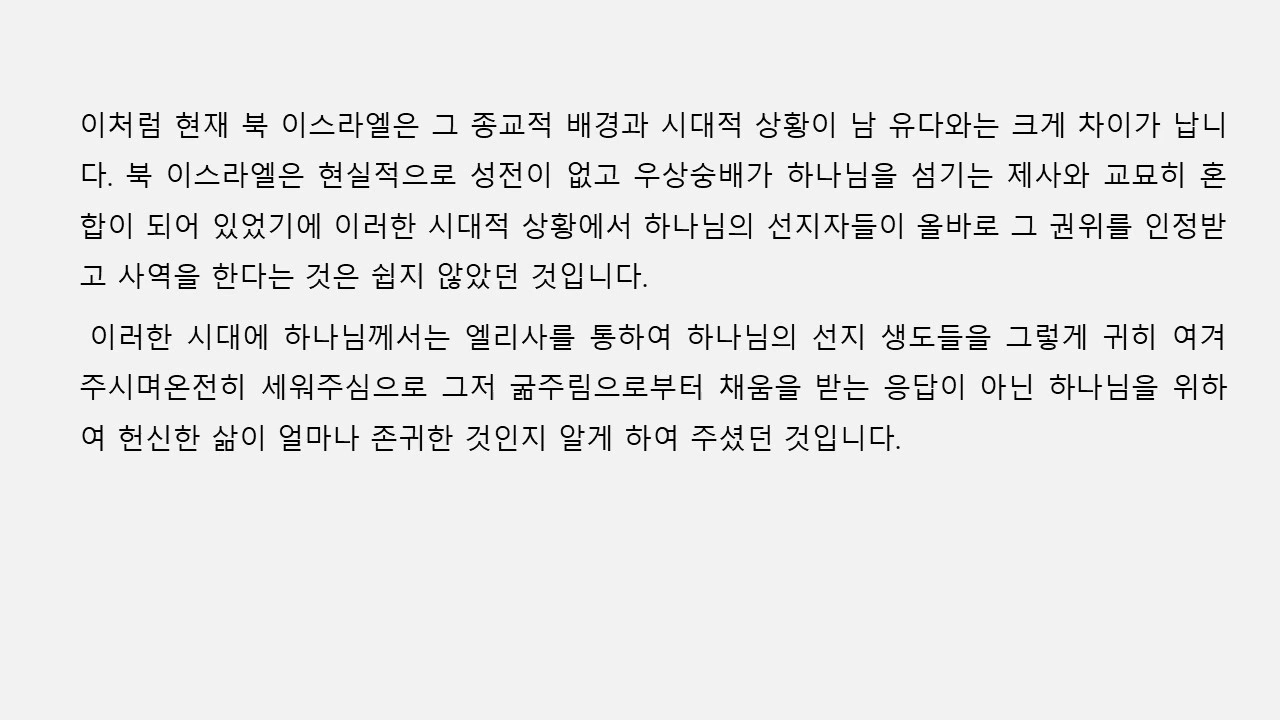 이처럼 현재 북 이스라엘은 그 종교적 배경과 시대적 상황이 남 유다와는 크게 차이가 납니
다. 북 이스라엘은 현실적으로 성전이 없고 우상숭배가 하나님을 섬기는 제사와 교묘히 혼
합이 되어 있었기에 이러한 시대적 상황에서 하나님의 선지자들이 올바로 그 권위를 인정받
고 사역을 한다는 것은 쉽지 않았던 것입니다.
이러한 시대에 하나님께서는 엘리사를 통하여 하나님의 선지 생도들을 그렇게 귀히 여겨
주시며온전히 세워주심으로 그저 굶주림으로부터 채움을 받는 응답이 아닌 하나님을 위하
여 헌신한 삶이 얼마나 존귀한 것인지 알게 하여 주셨던 것입니다.